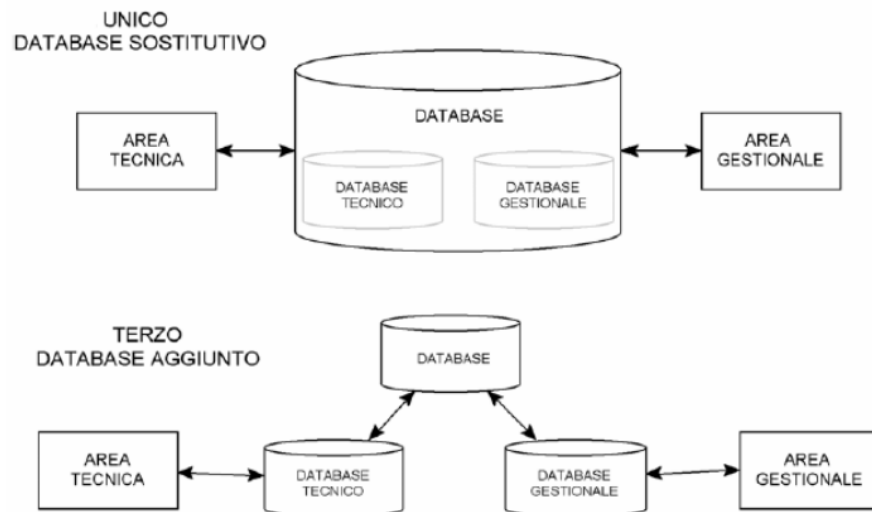 UNICO
DATABASE SOSTITUTIVO
DATABASE
AREA
TECNICA
AREA
GESTIONALE
DATABASE
TECNICO
DATABASE
GESTIONALE
TERZO
DATABASE AGGIUNTO
DATABASE
AREA
TECNICA
DATABASE
TECNICO
DATABASE
GESTIONALE
AREA
GESTIONALE